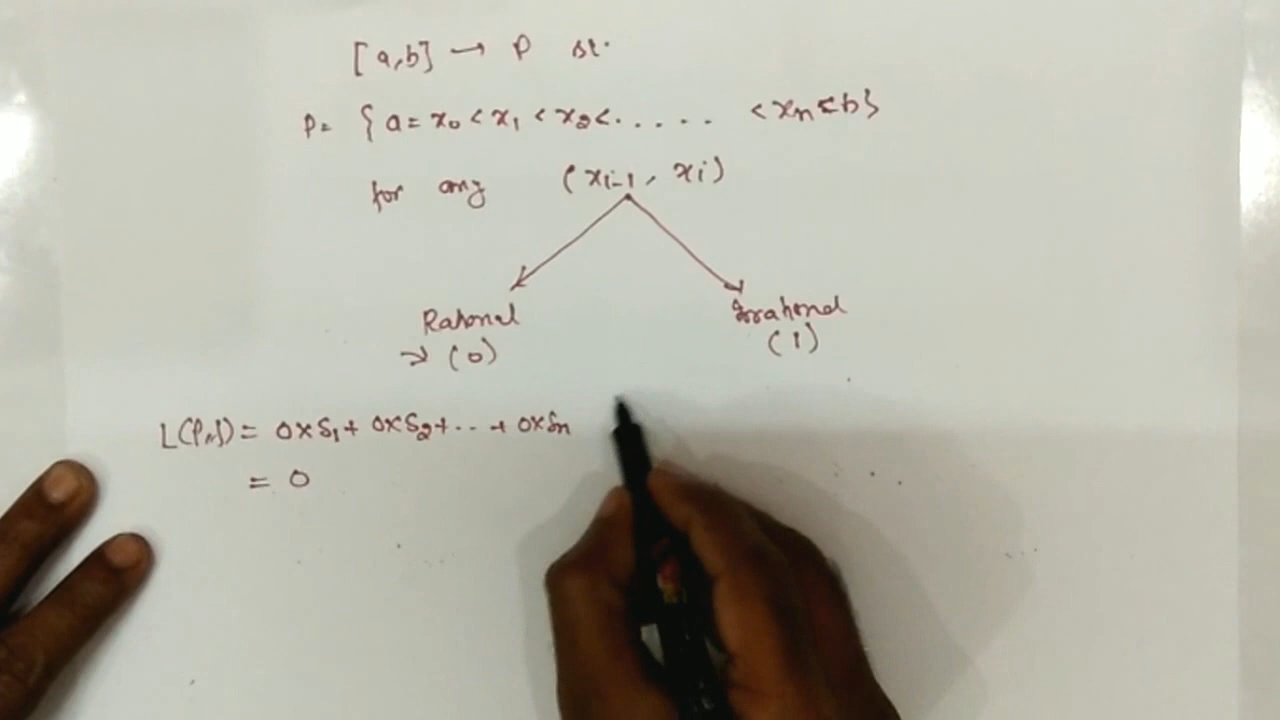 [a,b] → P st.
P = { a = x₀ < x₁ < x₂ < ..... < xₙ = b}
for any (xᵢ₋₁, xᵢ)
Rational Irrational
→ (0) (1)
L(P,f) = 0×δ₁ + 0×δ₂ + .. + 0×δₙ
= 0